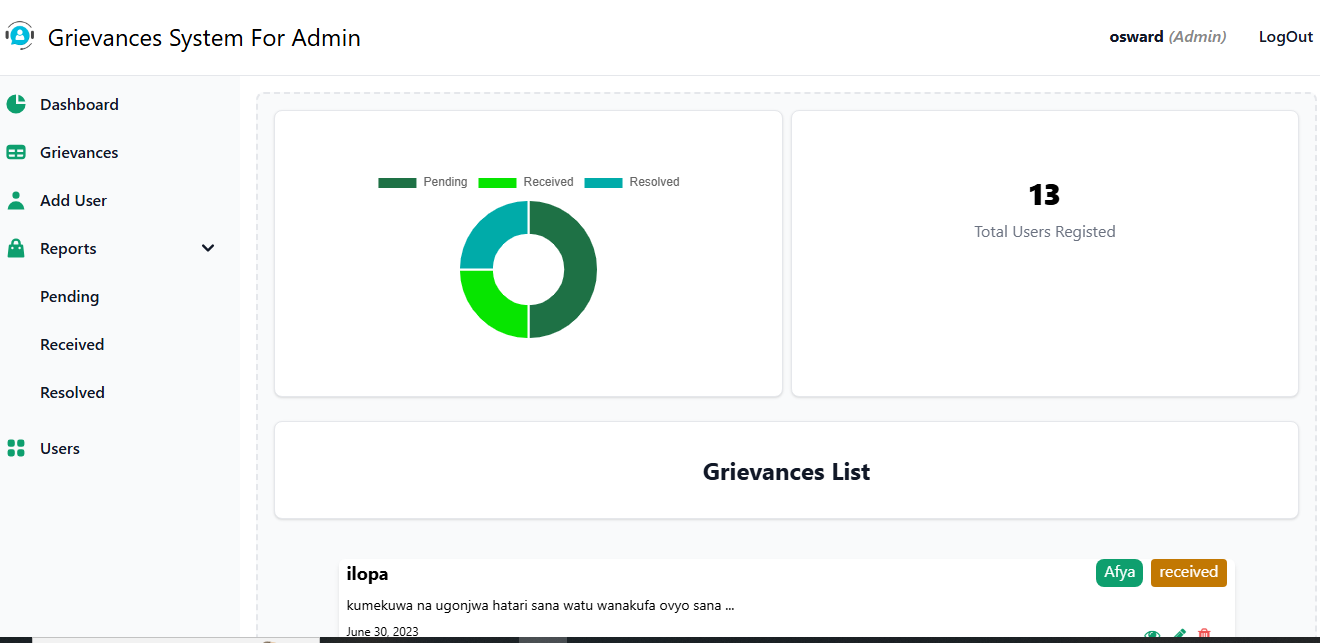 Grievances System For Admin
osward (Admin)
LogOut
Dashboard
Grievances
Add User
Reports
Pending
Received
Resolved
Users
Pending
Received
Resolved
13
Total Users Registed
Grievances List
ilopa
Afya
received
kumekuwa na ugonjwa hatari sana watu wanakufa ovyo sana ...
June 30, 2023